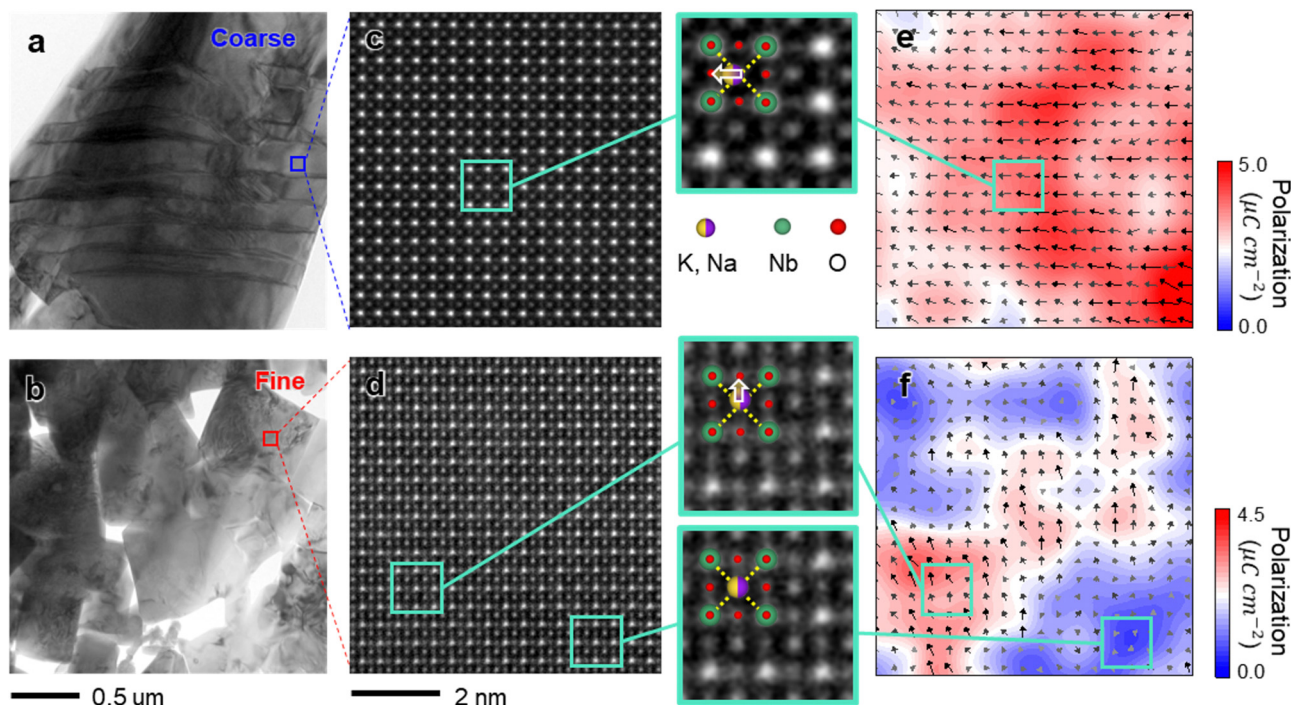 a
Coarse
c
e
K, Na
Nb
O
5.0
0.0
Polarization
(μC cm⁻²)
b
Fine
d
f
4.5
0.0
Polarization
(μC cm⁻²)
0.5 um
2 nm